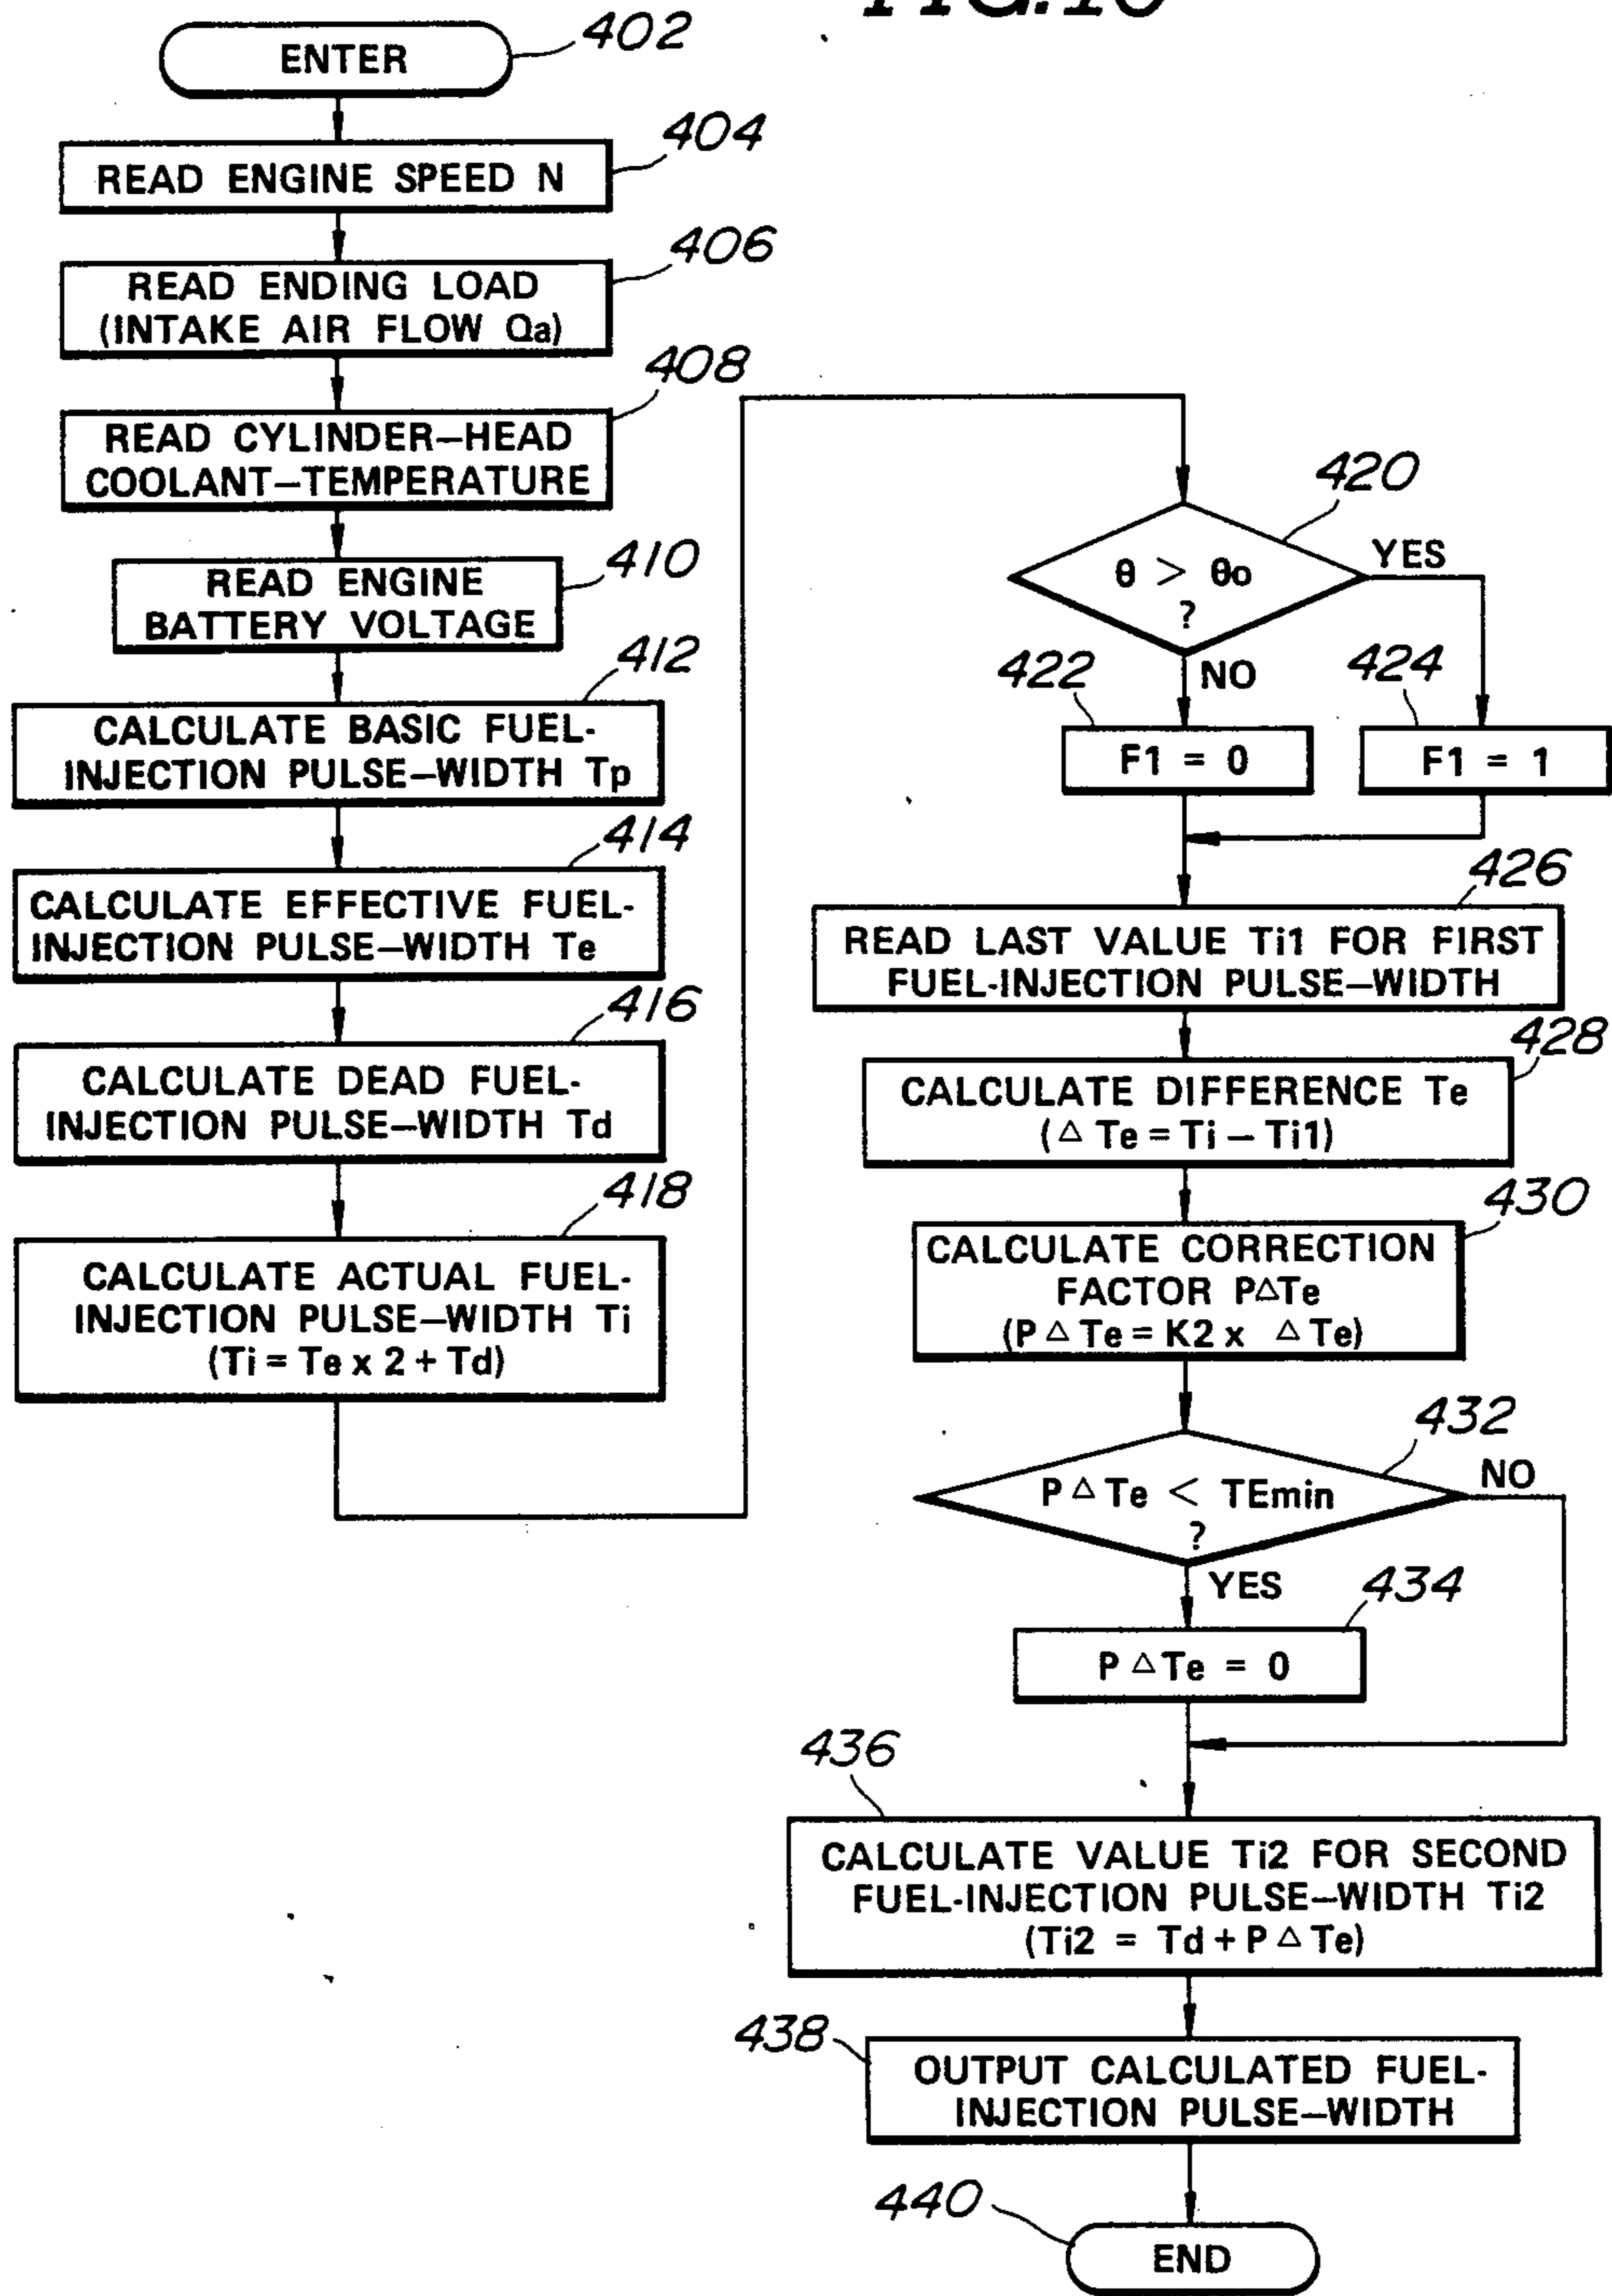 ENTER
402
READ ENGINE SPEED N
404
READ ENDING LOAD
(INTAKE AIR FLOW Qa)
406
READ CYLINDER–HEAD
COOLANT–TEMPERATURE
408
READ ENGINE
BATTERY VOLTAGE
410
CALCULATE BASIC FUEL-
INJECTION PULSE–WIDTH Tp
412
CALCULATE EFFECTIVE FUEL-
INJECTION PULSE–WIDTH Te
414
CALCULATE DEAD FUEL-
INJECTION PULSE–WIDTH Td
416
CALCULATE ACTUAL FUEL-
INJECTION PULSE–WIDTH Ti
(Ti = Te x 2 + Td)
418
θ > θo
?
420
YES
NO
422
F1 = 0
424
F1 = 1
426
READ LAST VALUE Ti1 FOR FIRST
FUEL-INJECTION PULSE–WIDTH
428
CALCULATE DIFFERENCE Te
(△ Te = Ti – Ti1)
430
CALCULATE CORRECTION
FACTOR P△Te
(P △ Te = K2 x △ Te)
432
P △ Te < TEmin
?
NO
YES
434
P △ Te = 0
436
CALCULATE VALUE Ti2 FOR SECOND
FUEL-INJECTION PULSE–WIDTH Ti2
(Ti2 = Td + P △ Te)
438
OUTPUT CALCULATED FUEL-
INJECTION PULSE–WIDTH
440
END